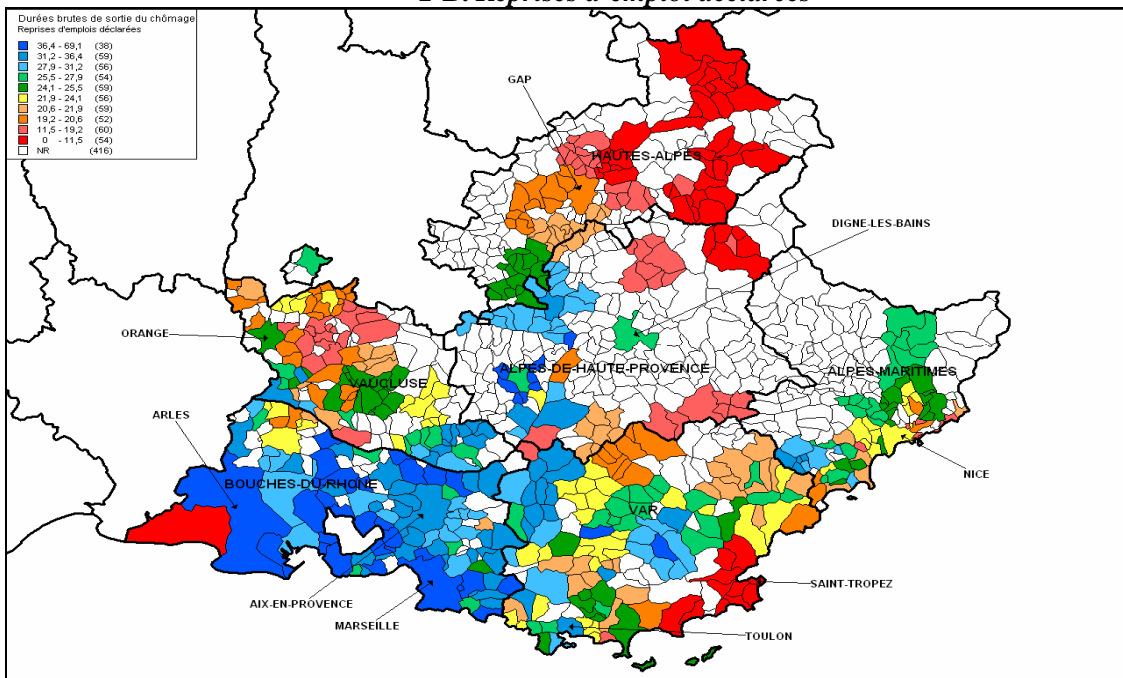 2-B. Reprises d'emploi déclarées
Durées brutes de sortie du chômage
Reprises d'emplois déclarées
36,4 - 69,1 (38)
31,2 - 36,4 (59)
27,9 - 31,2 (56)
25,5 - 27,9 (54)
24,1 - 25,5 (59)
21,9 - 24,1 (56)
20,6 - 21,9 (59)
19,2 - 20,6 (52)
11,5 - 19,2 (60)
0 - 11,5 (54)
NR (416)
GAP
HAUTES-ALPES
DIGNE-LES-BAINS
ORANGE
ALPES-DE-HAUTE-PROVENCE
ALPES-MARITIMES
VAUCLUSE
ARLES
NICE
BOUCHES-DU-RHONE
VAR
SAINT-TROPEZ
AIX-EN-PROVENCE
MARSEILLE
TOULON